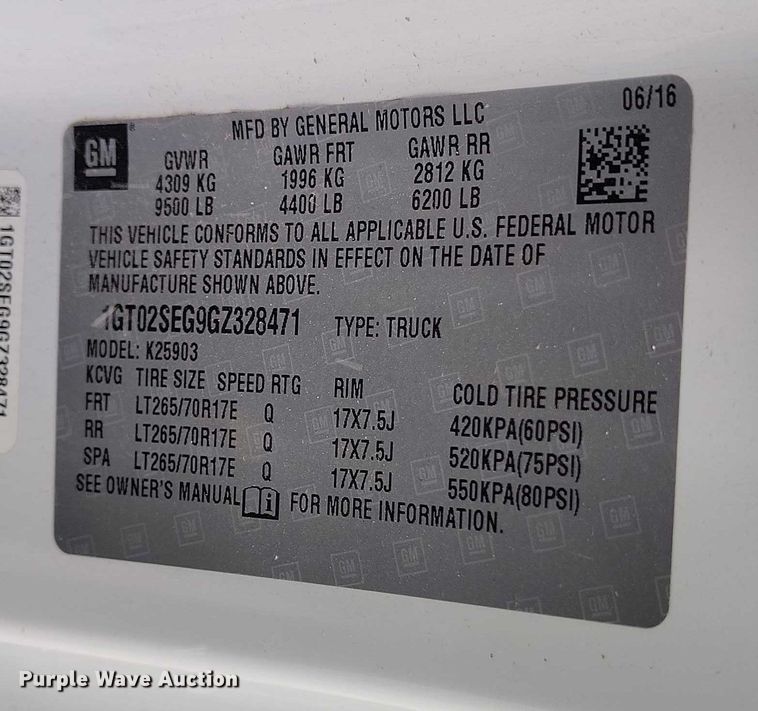 06/16
MFD BY GENERAL MOTORS LLC
GM
®
GVWR GAWR FRT GAWR RR
4309 KG 1996 KG 2812 KG
9500 LB 4400 LB 6200 LB
THIS VEHICLE CONFORMS TO ALL APPLICABLE U.S. FEDERAL MOTOR
VEHICLE SAFETY STANDARDS IN EFFECT ON THE DATE OF
MANUFACTURE SHOWN ABOVE.
1GT02SEG9GZ328471 TYPE: TRUCK
MODEL: K25903
KCVG TIRE SIZE SPEED RTG RIM COLD TIRE PRESSURE
FRT LT265/70R17E Q 17X7.5J 420KPA(60PSI)
RR LT265/70R17E Q 17X7.5J 520KPA(75PSI)
SPA LT265/70R17E Q 17X7.5J 550KPA(80PSI)
SEE OWNER'S MANUAL FOR MORE INFORMATION.
1GT02SEG9GZ328471
Purple Wave Auction